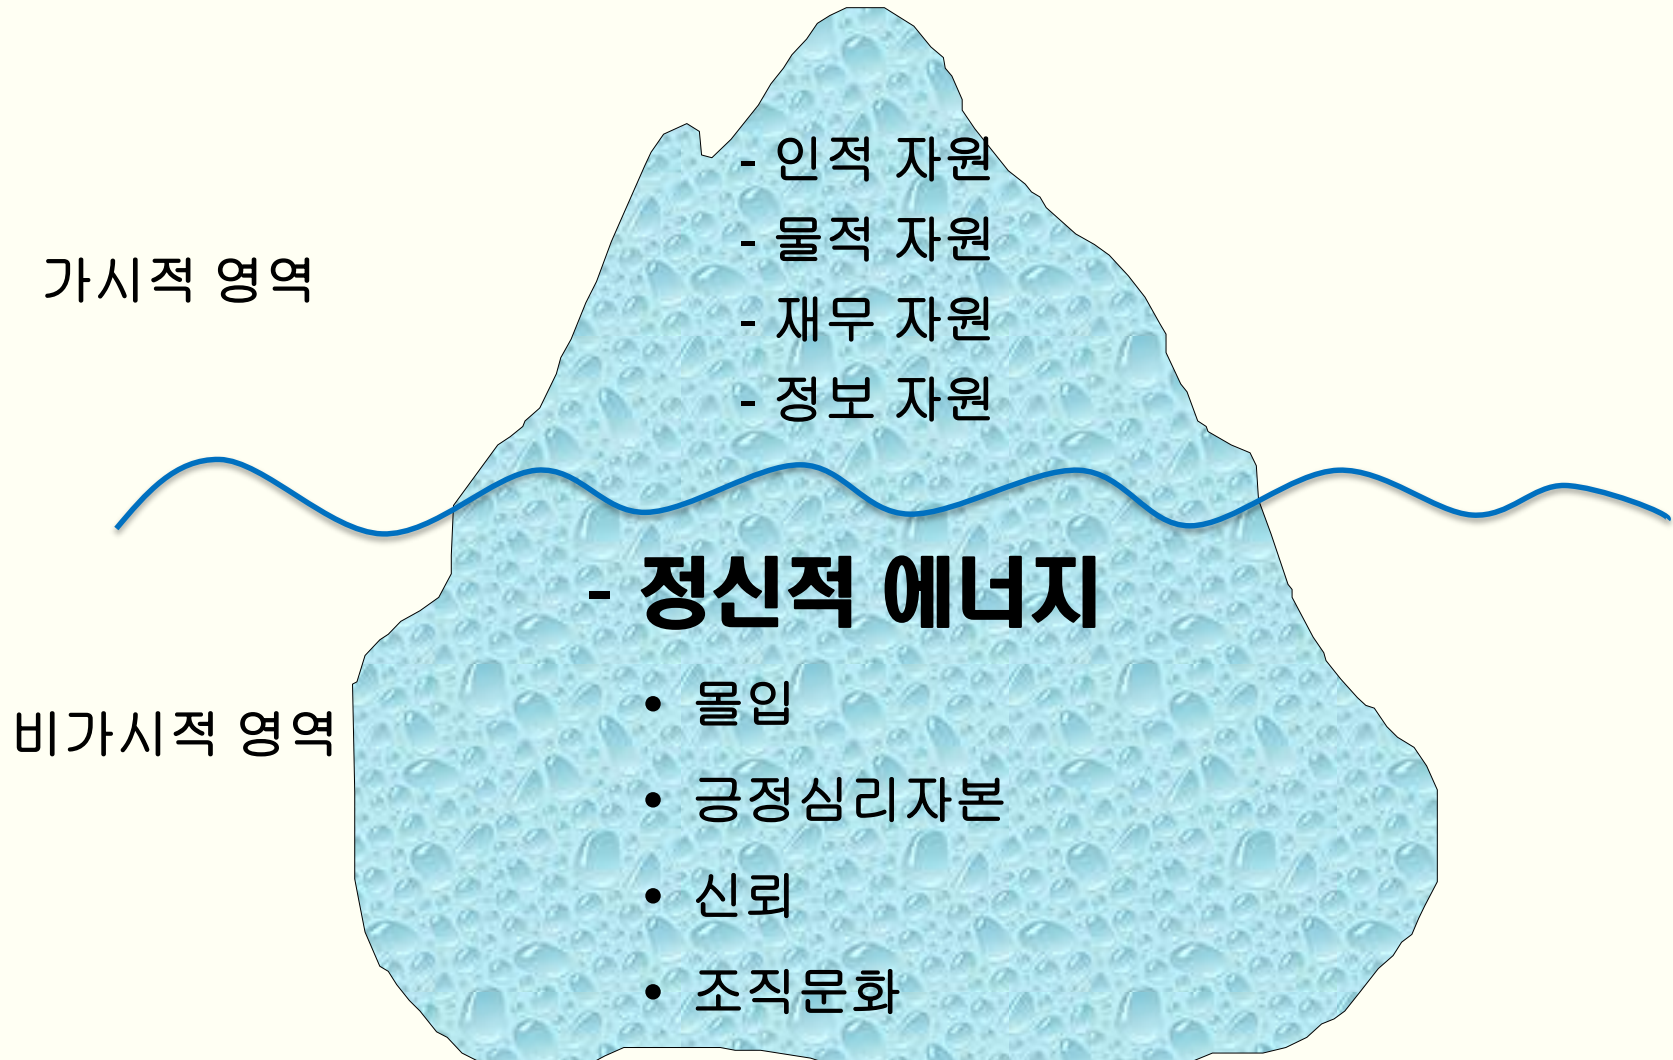 - 인적 자원
- 물적 자원
가시적 영역
- 재무 자원
- 정보 자원
- 정신적 에너지
• 몰입
비가시적 영역
• 긍정심리자본
• 신뢰
• 조직문화